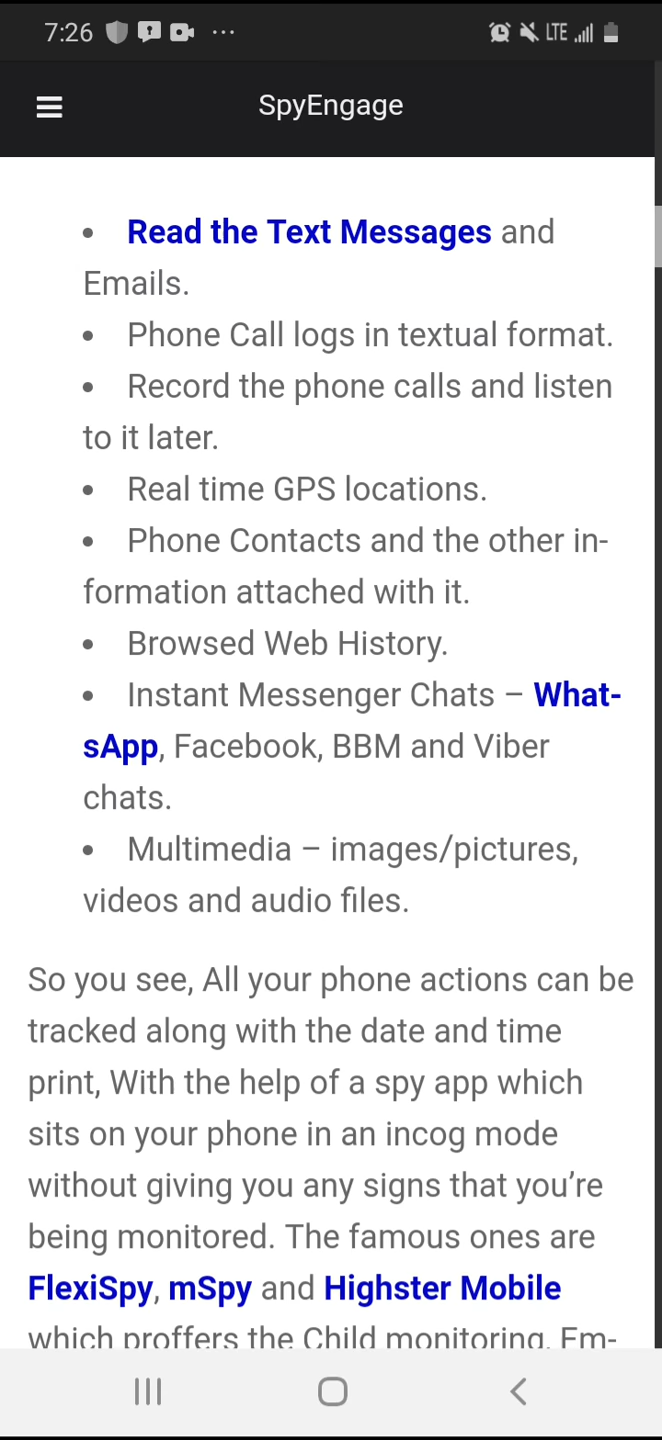 7:26 ... LTE
SpyEngage
• Read the Text Messages and
Emails.
• Phone Call logs in textual format.
• Record the phone calls and listen
to it later.
• Real time GPS locations.
• Phone Contacts and the other in-
formation attached with it.
• Browsed Web History.
• Instant Messenger Chats – What-
sApp, Facebook, BBM and Viber
chats.
• Multimedia – images/pictures,
videos and audio files.
So you see, All your phone actions can be
tracked along with the date and time
print, With the help of a spy app which
sits on your phone in an incog mode
without giving you any signs that you’re
being monitored. The famous ones are
FlexiSpy, mSpy and Highster Mobile
which proffers the Child monitoring, Em-